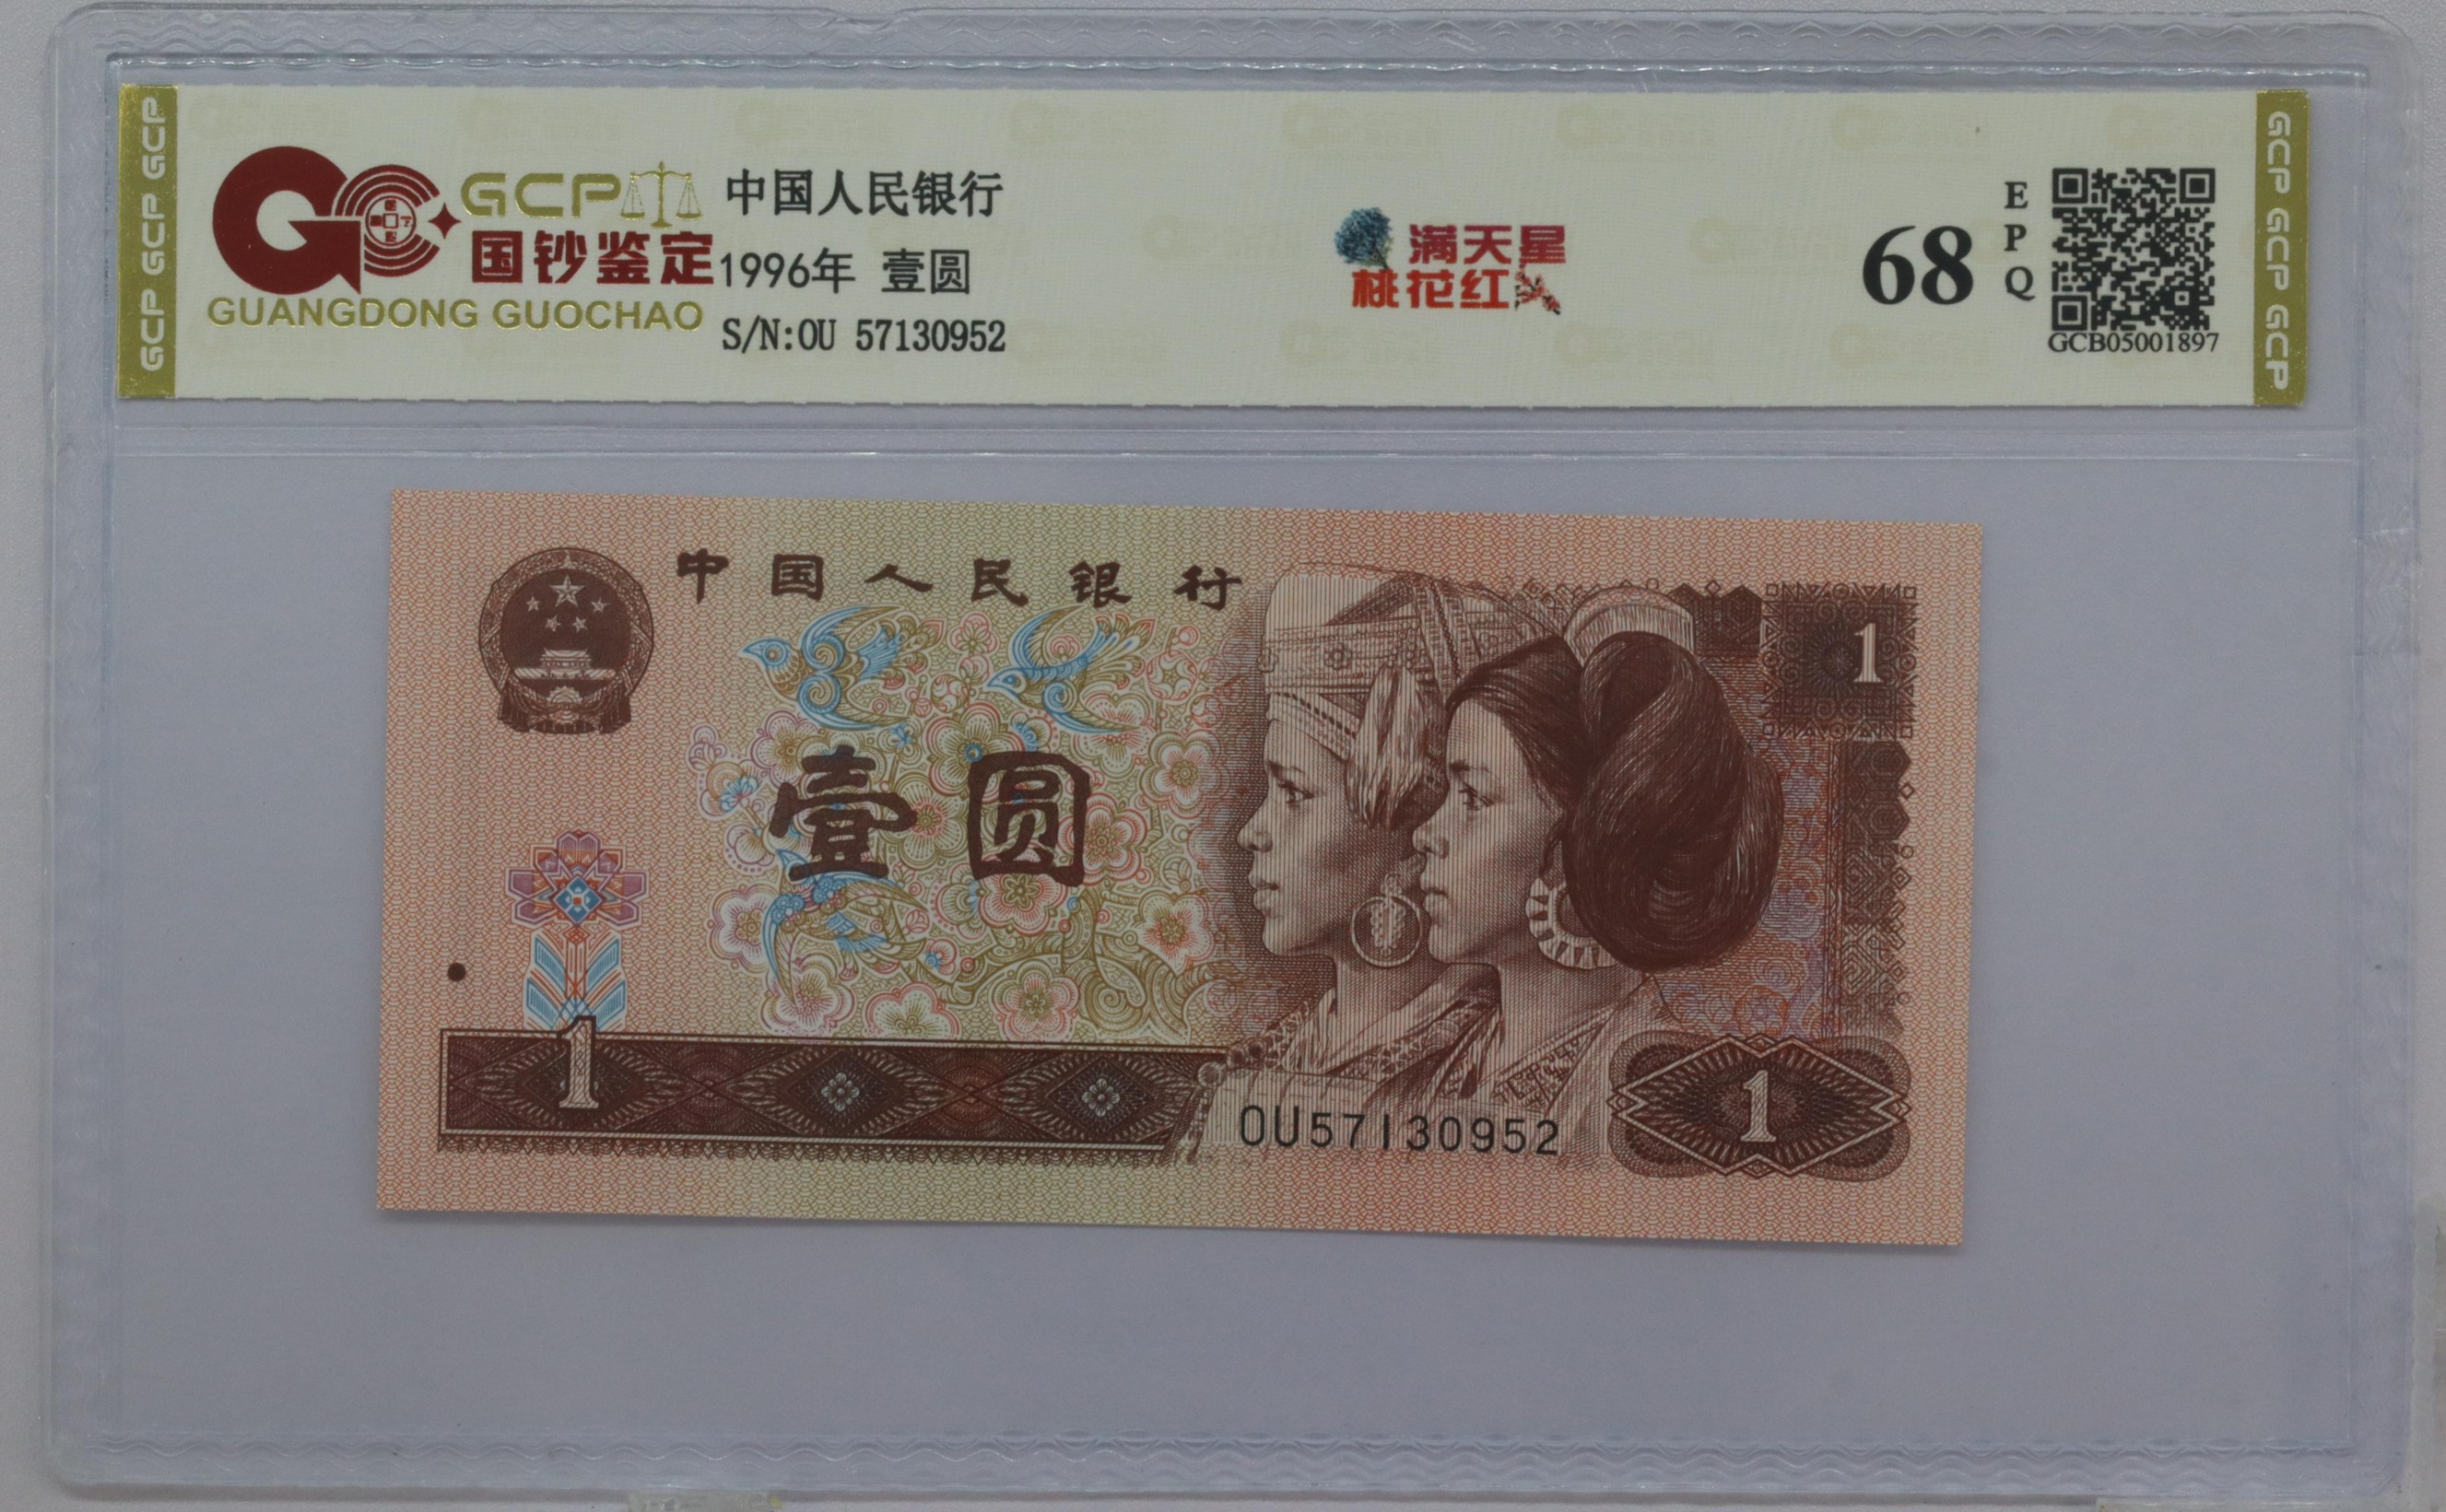 GCP GCP GCP GCP
GCP
国钞鉴定
GUANGDONG GUOCHAO
中国人民银行
1996年 壹圆
S/N:OU 57130952
满天星
桃花红
68
EPQ
GCB05001897
GCP GCP GCP GCP
中国人民银行
1
壹圆
1
1
OU57130952